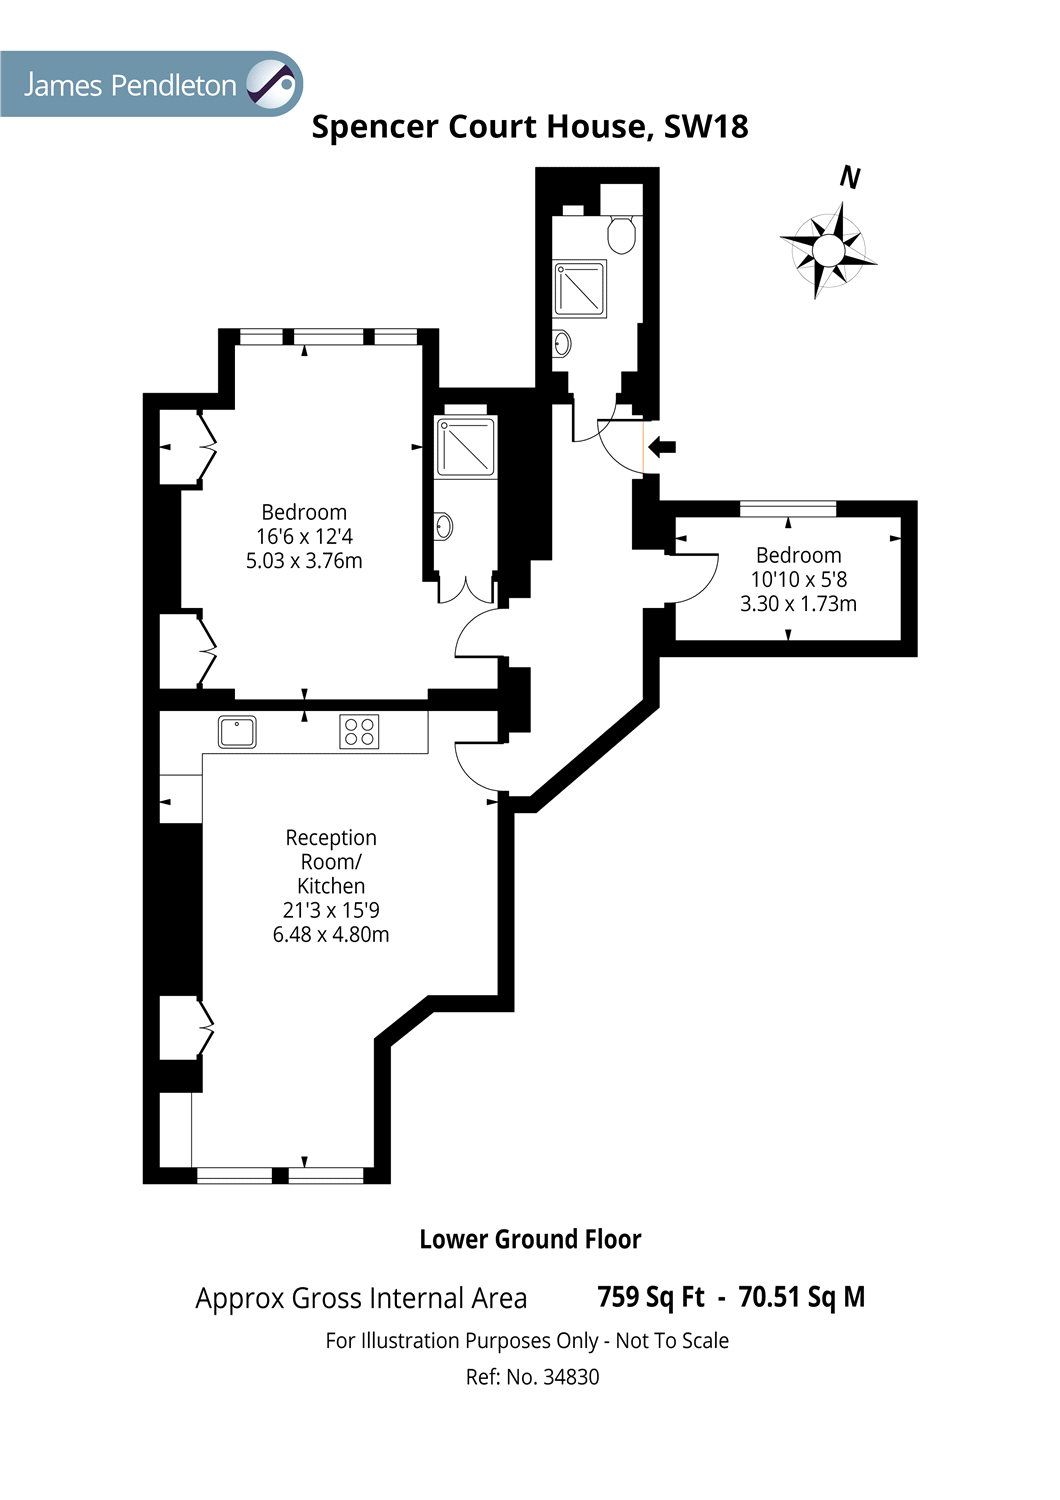 James Pendleton
Spencer Court House, SW18
N
Bedroom
16'6 x 12'4
5.03 x 3.76m
Bedroom
10'10 x 5'8
3.30 x 1.73m
Reception
Room/
Kitchen
21'3 x 15'9
6.48 x 4.80m
Lower Ground Floor
Approx Gross Internal Area 759 Sq Ft - 70.51 Sq M
For Illustration Purposes Only - Not To Scale
Ref: No. 34830